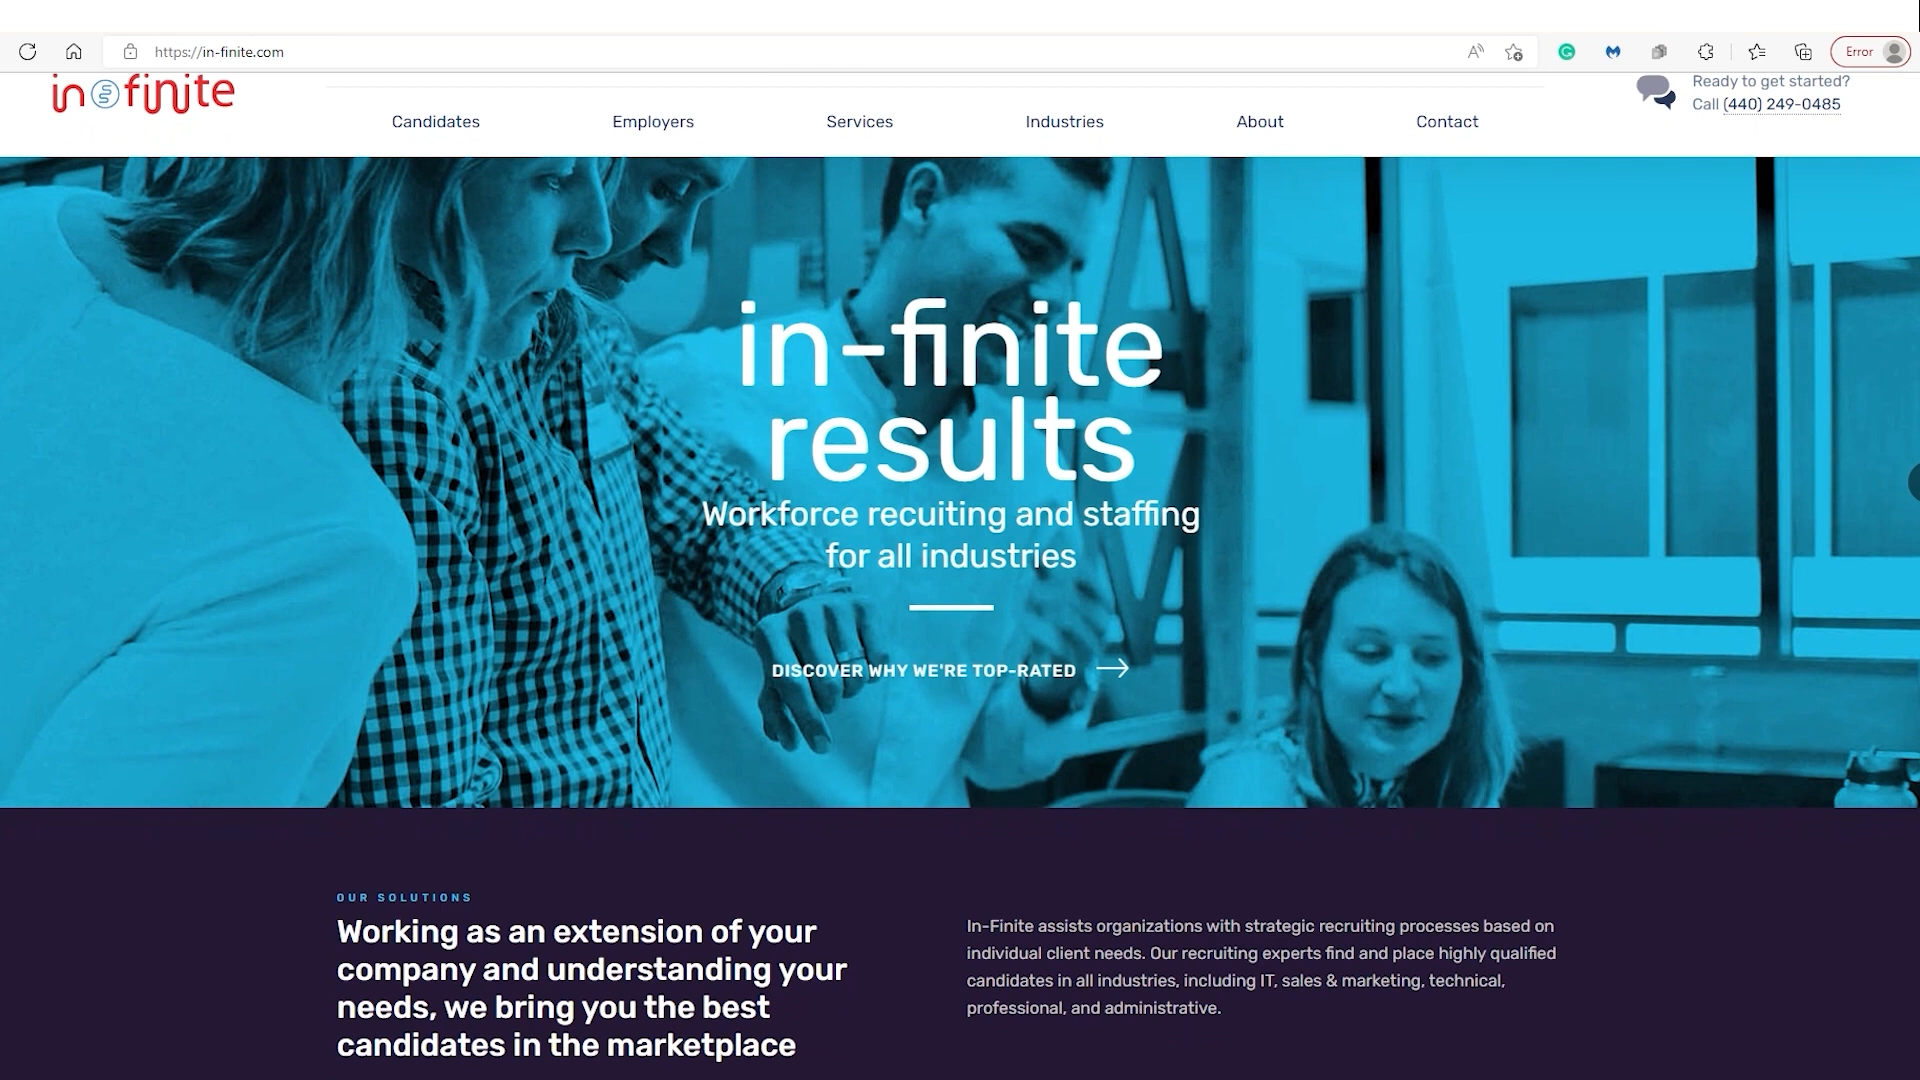 https://in-finite.com
Error
in finite
Ready to get started?
Call (440) 249-0485
Candidates
Employers
Services
Industries
About
Contact
in-finite
results
Workforce recuiting and staffing
for all industries
DISCOVER WHY WE'RE TOP-RATED
OUR SOLUTIONS
Working as an extension of your
company and understanding your
needs, we bring you the best
candidates in the marketplace
In-Finite assists organizations with strategic recruiting processes based on
individual client needs. Our recruiting experts find and place highly qualified
candidates in all industries, including IT, sales & marketing, technical,
professional, and administrative.